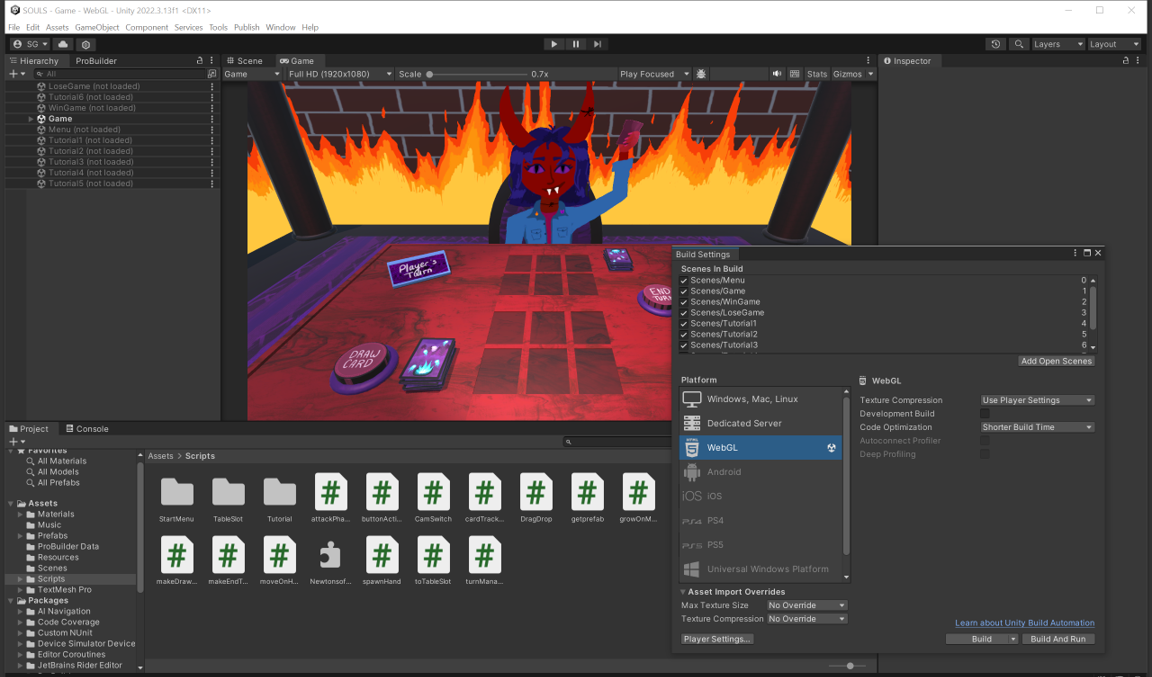 SOULS - Game - WebGL - Unity 2022.3.13f1 <DX11>
File Edit Assets GameObject Component Services Tools Publish Window Help
SG
Layers
Layout
Hierarchy
ProBuilder
All
LoseGame (not loaded)
Tutorial6 (not loaded)
WinGame (not loaded)
Game
Menu (not loaded)
Tutorial1 (not loaded)
Tutorial2 (not loaded)
Tutorial3 (not loaded)
Tutorial4 (not loaded)
Tutorial5 (not loaded)
Scene
Game
Game
Full HD (1920x1080)
Scale
0.7x
Play Focused
Stats
Gizmos
Player's
Turn
DRAW
CARD
END
TURN
Inspector
Build Settings
Scenes In Build
Scenes/Menu 0
Scenes/Game 1
Scenes/WinGame 2
Scenes/LoseGame 3
Scenes/Tutorial1 4
Scenes/Tutorial2 5
Scenes/Tutorial3 6
Add Open Scenes
Platform
Windows, Mac, Linux
Dedicated Server
WebGL
Android
iOS iOS
PS4 PS4
PS5 PS5
Universal Windows Platform
WebGL
Texture Compression Use Player Settings
Development Build
Code Optimization Shorter Build Time
Autoconnect Profiler
Deep Profiling
Asset Import Overrides
Max Texture Size No Override
Texture Compression No Override
Player Settings...
Learn about Unity Build Automation
Build
Build And Run
Project
Console
Favorites
All Materials
All Models
All Prefabs
Assets
Materials
Music
Prefabs
ProBuilder Data
Resources
Scenes
Scripts
TextMesh Pro
Packages
AI Navigation
Code Coverage
Custom NUnit
Device Simulator Device
Editor Coroutines
JetBrains Rider Editor
Assets > Scripts
StartMenu TableSlot Tutorial attackPha... buttonActi... CamSwitch cardTrack... DragDrop getprefab growOnM...
makeDraw... makeEndT... moveOnH... Newtonsof... spawnHand toTableSlot turnMana...